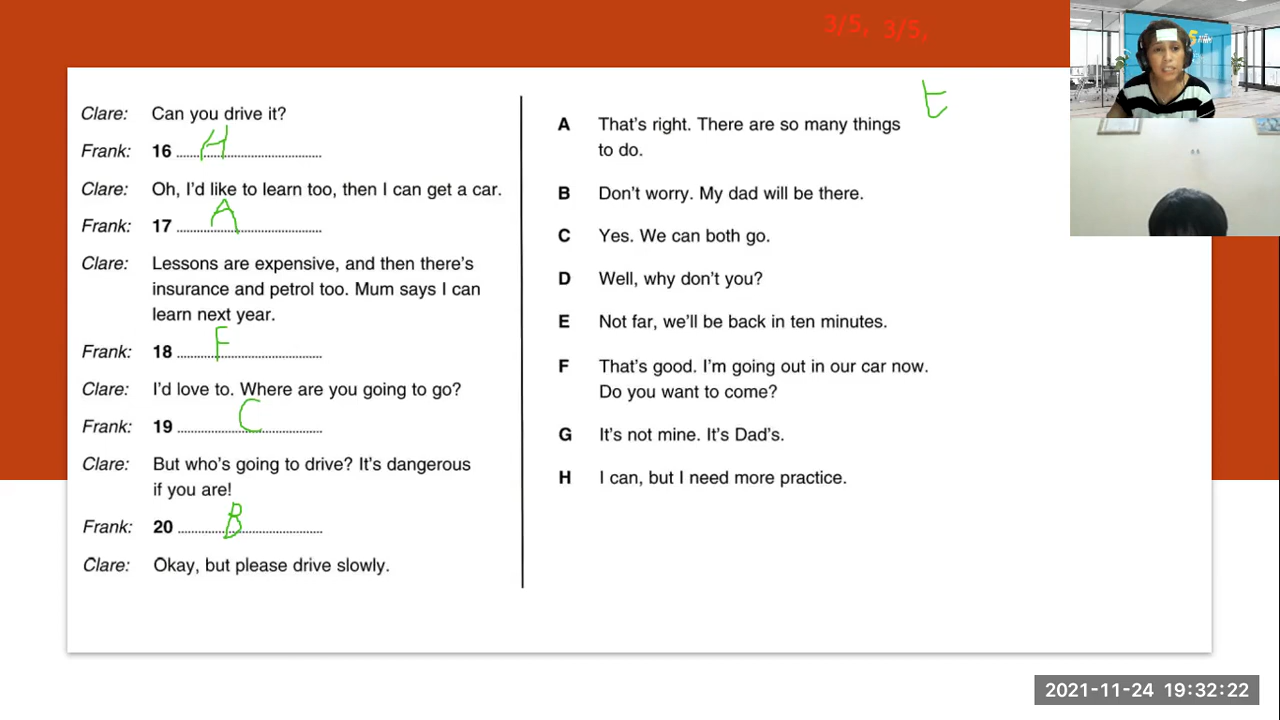 3/5, 3/5,
Clare: Can you drive it?
Frank: 16 .......... H
Clare: Oh, I'd like to learn too, then I can get a car.
Frank: 17 .......... A
Clare: Lessons are expensive, and then there's
insurance and petrol too. Mum says I can
learn next year.
Frank: 18 .......... F
Clare: I'd love to. Where are you going to go?
Frank: 19 .......... C
Clare: But who's going to drive? It's dangerous
if you are!
Frank: 20 .......... B
Clare: Okay, but please drive slowly.
t
A That's right. There are so many things
to do.
B Don't worry. My dad will be there.
C Yes. We can both go.
D Well, why don't you?
E Not far, we'll be back in ten minutes.
F That's good. I'm going out in our car now.
Do you want to come?
G It's not mine. It's Dad's.
H I can, but I need more practice.
2021-11-24 19:32:22